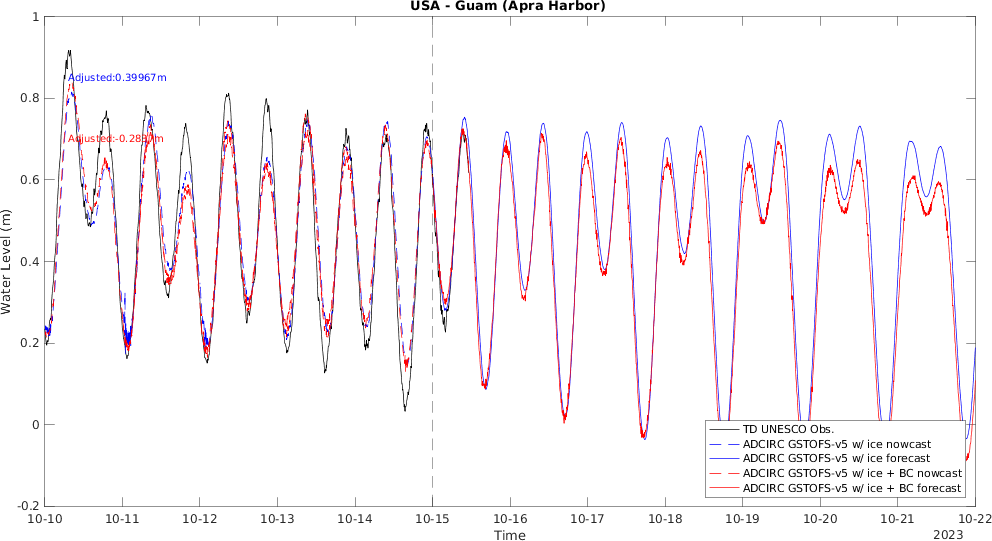 USA - Guam (Apra Harbor)
1
0.8
0.6
0.4
0.2
0
-0.2
Water Level (m)
Adjusted:0.39967m
TD UNESCO Obs.
ADCIRC GSTOFS-v5 w/ ice nowcast
ADCIRC GSTOFS-v5 w/ ice forecast
ADCIRC GSTOFS-v5 w/ ice + BC nowcast
ADCIRC GSTOFS-v5 w/ ice + BC forecast
10-10 10-11 10-12 10-13 10-14 10-15 10-16 10-17 10-18 10-19 10-20 10-21 10-22
Time
2023